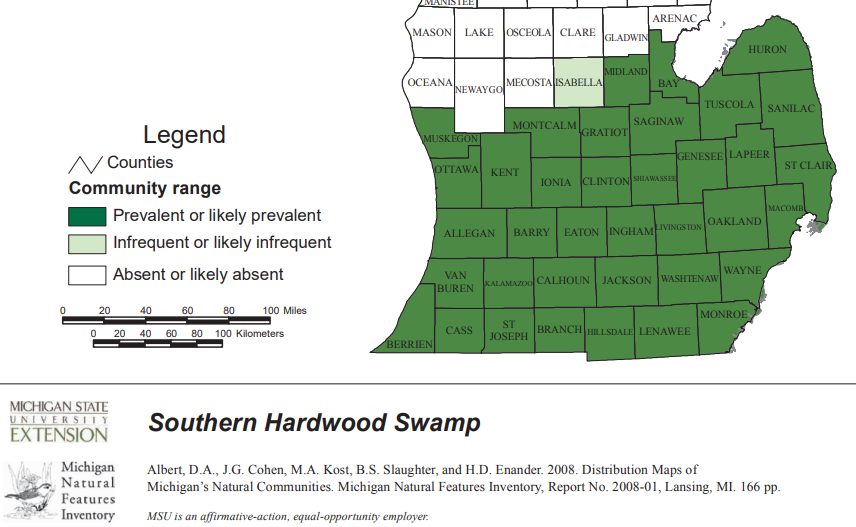 MANISTEE
MASON LAKE OSCEOLA CLARE GLADWIN ARENAC
HURON
OCEANA NEWAYGO MECOSTA ISABELLA MIDLAND BAY
TUSCOLA SANILAC
Legend
Counties
Community range
Prevalent or likely prevalent
Infrequent or likely infrequent
Absent or likely absent
0 20 40 60 80 100 Miles
0 20 40 60 80 100 Kilometers
MUSKEGON MONTCALM GRATIOT SAGINAW
OTTAWA KENT IONIA CLINTON SHIAWASSEE GENESEE LAPEER ST CLAIR
ALLEGAN BARRY EATON INGHAM LIVINGSTON OAKLAND MACOMB
VAN
BUREN
KALAMAZOO CALHOUN JACKSON WASHTENAW WAYNE
BERRIEN CASS
ST
JOSEPH
BRANCH HILLSDALE LENAWEE MONROE
MICHIGAN STATE
UNIVERSITY
EXTENSION
Southern Hardwood Swamp
Michigan
Natural
Features
Inventory
Albert, D.A., J.G. Cohen, M.A. Kost, B.S. Slaughter, and H.D. Enander. 2008. Distribution Maps of
Michigan's Natural Communities. Michigan Natural Features Inventory, Report No. 2008-01, Lansing, MI. 166 pp.
MSU is an affirmative-action, equal-opportunity employer.